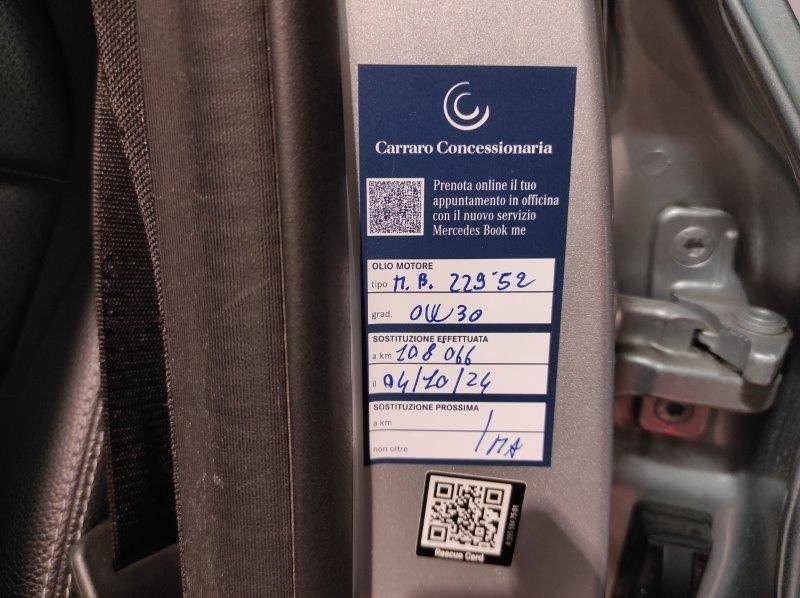 Carraro Concessionaria
Prenota online il tuo
appuntamento in officina
con il nuovo servizio
Mercedes Book me
OLIO MOTORE
tipo M.B. 229.52
grad. 0W30
SOSTITUZIONE EFFETTUATA
a km 108'066
il 04/10/24
SOSTITUZIONE PROSSIMA
a km
non oltre
Rescue Card